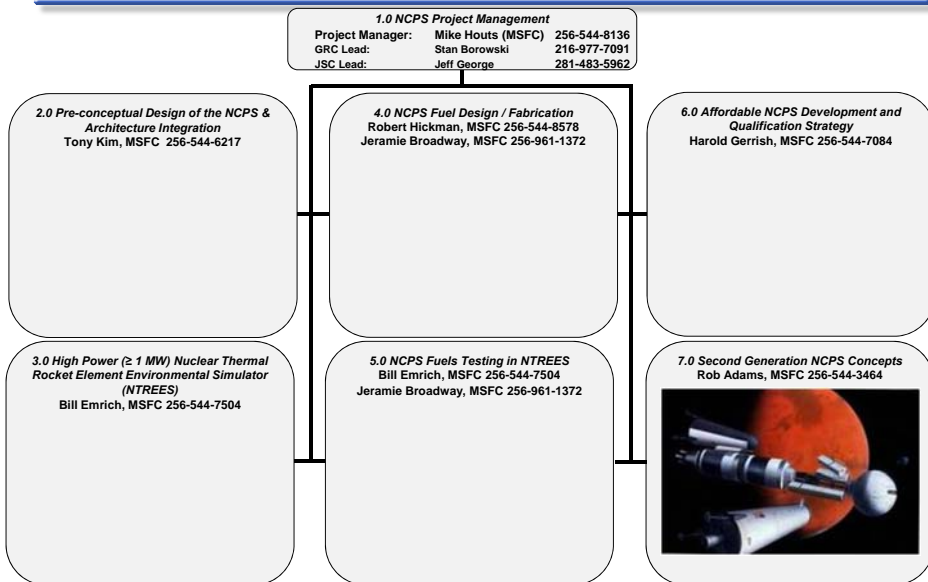 1.0 NCPS Project Management
Project Manager: Mike Houts (MSFC) 256-544-8136
GRC Lead: Stan Borowski 216-977-7091
JSC Lead: Jeff George 281-483-5962
2.0 Pre-conceptual Design of the NCPS &
Architecture Integration
Tony Kim, MSFC 256-544-6217
4.0 NCPS Fuel Design / Fabrication
Robert Hickman, MSFC 256-544-8578
Jeramie Broadway, MSFC 256-961-1372
6.0 Affordable NCPS Development and
Qualification Strategy
Harold Gerrish, MSFC 256-544-7084
3.0 High Power (≥ 1 MW) Nuclear Thermal
Rocket Element Environmental Simulator
(NTREES)
Bill Emrich, MSFC 256-544-7504
5.0 NCPS Fuels Testing in NTREES
Bill Emrich, MSFC 256-544-7504
Jeramie Broadway, MSFC 256-961-1372
7.0 Second Generation NCPS Concepts
Rob Adams, MSFC 256-544-3464